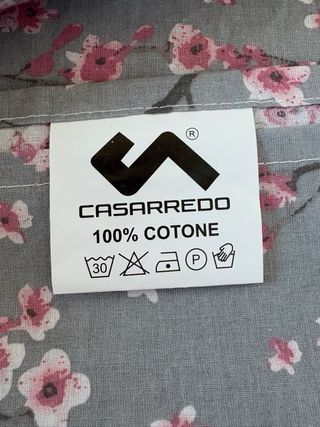 ®
CASARREDO
100% COTONE
30 P